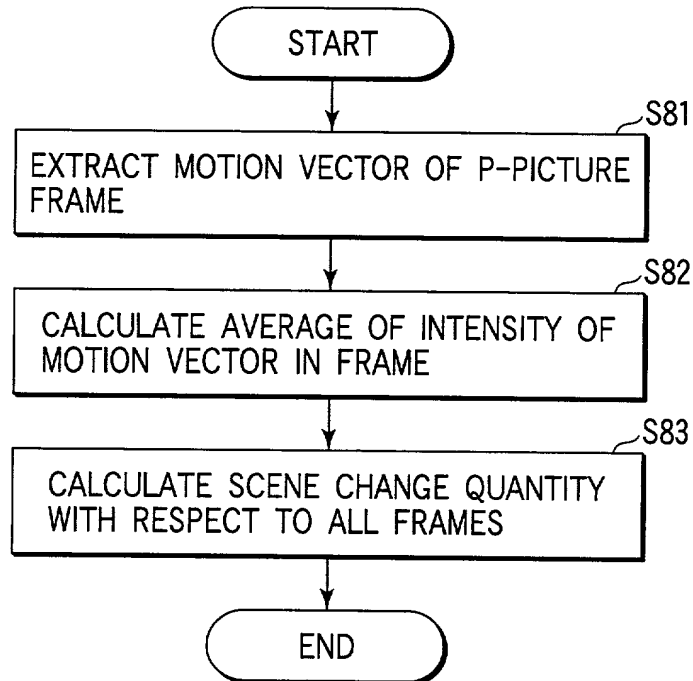 START
S81
EXTRACT MOTION VECTOR OF P-PICTURE
FRAME
S82
CALCULATE AVERAGE OF INTENSITY OF
MOTION VECTOR IN FRAME
S83
CALCULATE SCENE CHANGE QUANTITY
WITH RESPECT TO ALL FRAMES
END